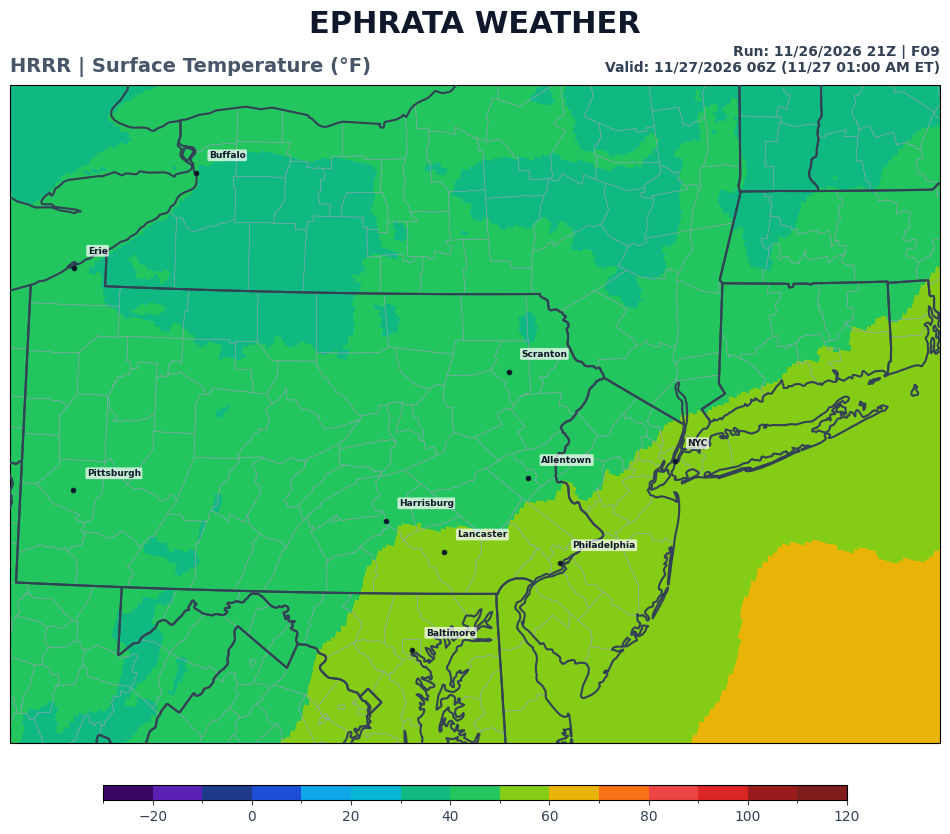 EPHRATA WEATHER
HRRR | Surface Temperature (°F)
Run: 11/26/2026 21Z | F09
Valid: 11/27/2026 06Z (11/27 01:00 AM ET)
Buffalo
Erie
Scranton
NYC
Allentown
Pittsburgh
Harrisburg
Lancaster
Philadelphia
Baltimore
−20 0 20 40 60 80 100 120